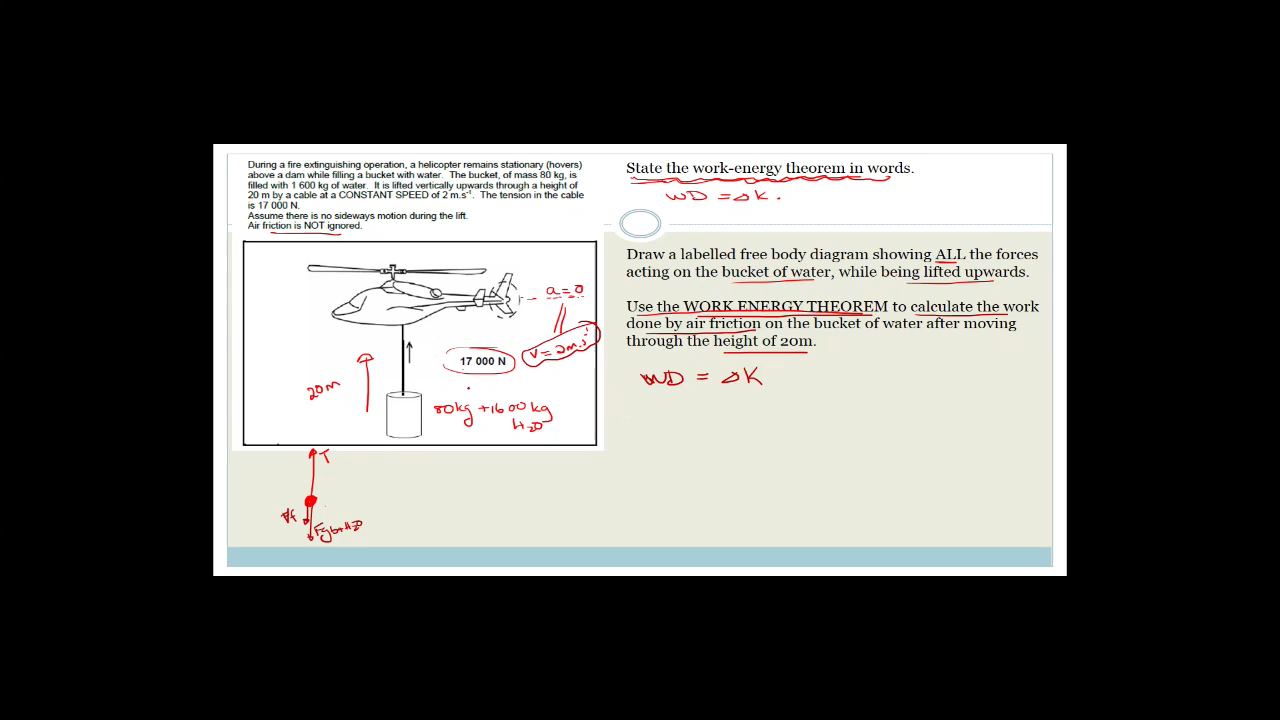 During a fire extinguishing operation, a helicopter remains stationary (hovers)
above a dam while filling a bucket with water. The bucket, of mass 80 kg, is
filled with 1 600 kg of water. It is lifted vertically upwards through a height of
20 m by a cable at a CONSTANT SPEED of 2 m.s⁻¹. The tension in the cable
is 17 000 N.
Assume there is no sideways motion during the lift.
Air friction is NOT ignored.
a = 0
v = 2m.s⁻¹
17 000 N
20m
80kg + 1600kg
H₂O
T
Ff
Fg b+H2O
State the work-energy theorem in words.
WD = ΔK.
Draw a labelled free body diagram showing ALL the forces
acting on the bucket of water, while being lifted upwards.
Use the WORK ENERGY THEOREM to calculate the work
done by air friction on the bucket of water after moving
through the height of 20m.
WD = ΔK